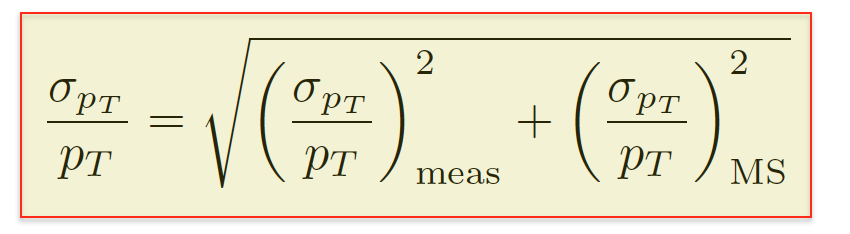 σ_{p_T}/p_T = √((σ_{p_T}/p_T)²_meas + (σ_{p_T}/p_T)²_MS)